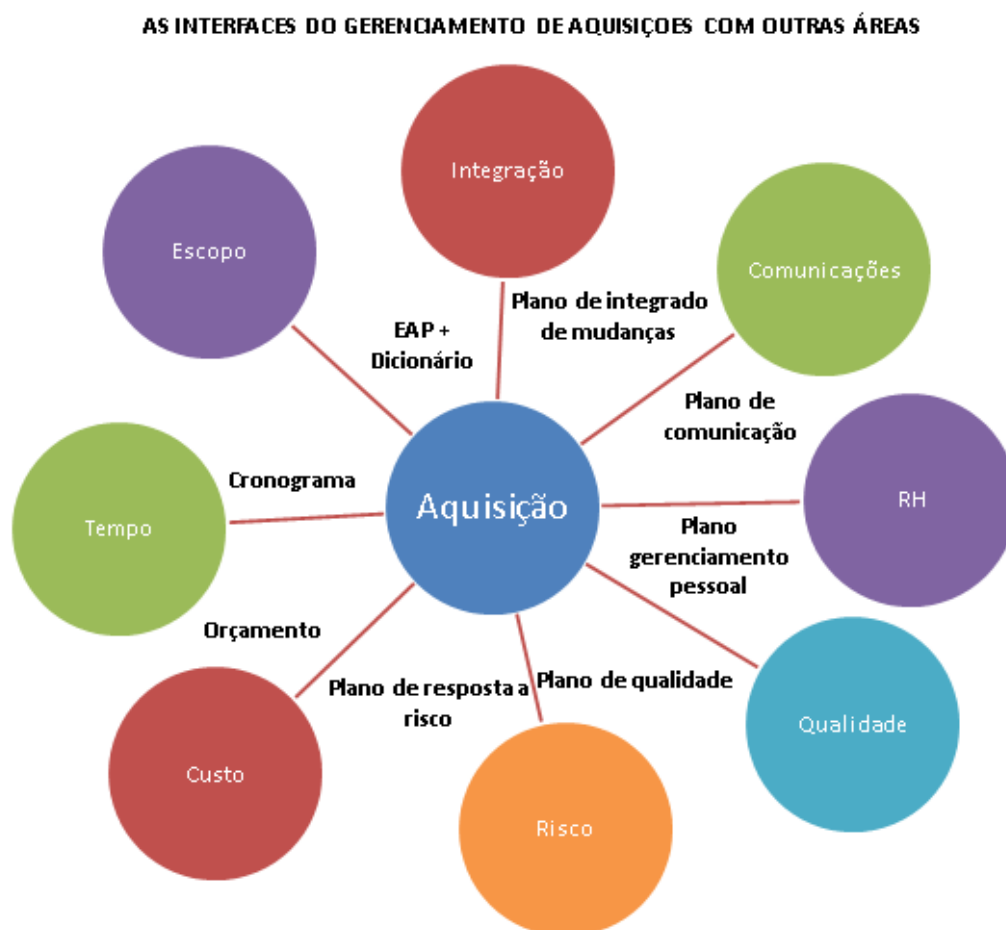 AS INTERFACES DO GERENCIAMENTO DE AQUISIÇOES COM OUTRAS ÁREAS
Integração
Escopo
Comunicações
Plano de integrado
de mudanças
EAP +
Dicionário
Plano de
comunicação
Cronograma
Aquisição
RH
Tempo
Plano
gerenciamento
pessoal
Orçamento
Plano de resposta a
risco
Plano de qualidade
Qualidade
Custo
Risco